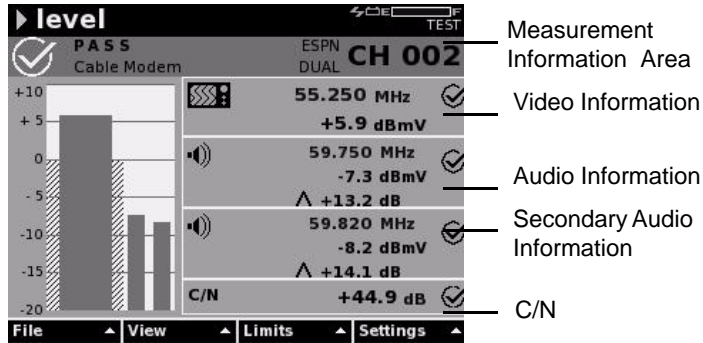 level
E F
TEST
PASS
Cable Modem
ESPN
DUAL
CH 002
+10
+ 5
0
- 5
-10
-15
-20
55.250 MHz
+5.9 dBmV
59.750 MHz
-7.3 dBmV
+13.2 dB
59.820 MHz
-8.2 dBmV
+14.1 dB
C/N
+44.9 dB
File
View
Limits
Settings
Measurement
Information Area
Video Information
Audio Information
Secondary Audio
Information
C/N